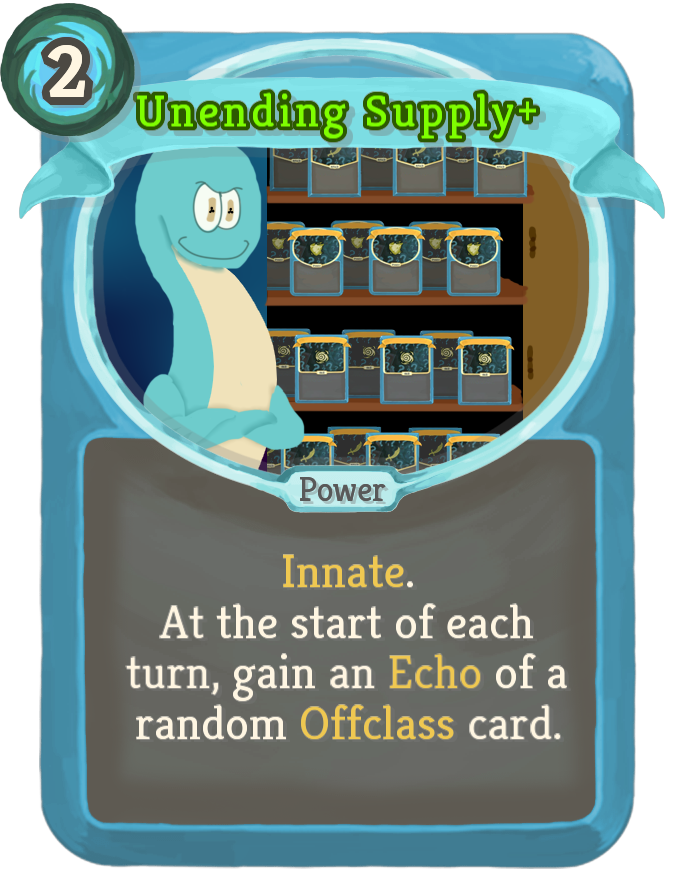 2
Unending Supply+
Power
Innate.
At the start of each
turn, gain an Echo of a
random Offclass card.